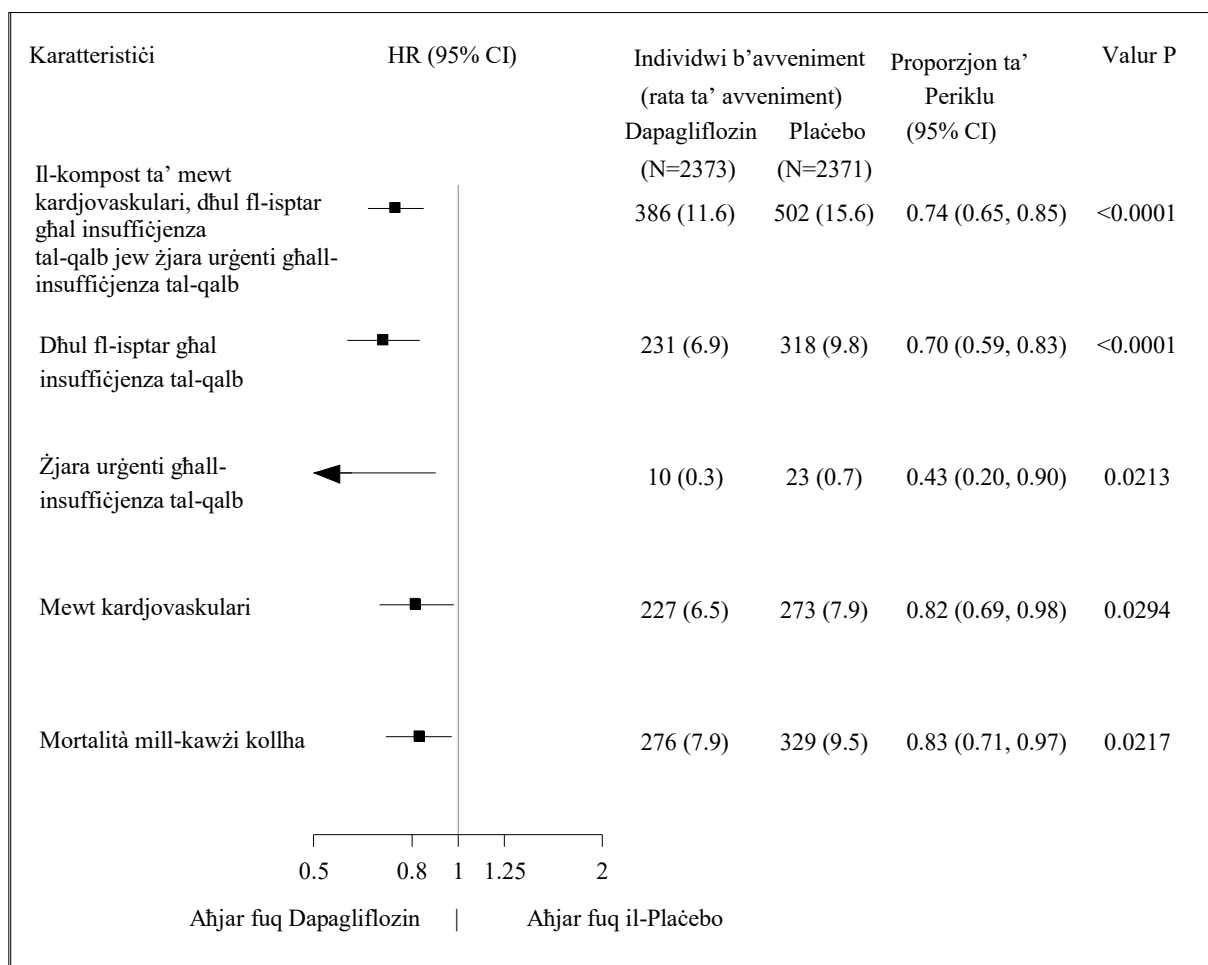 Karatteristiċi
HR (95% CI)
Individwi b’avveniment
(rata ta’ avveniment)
Proporzjon ta’
Periklu
(95% CI)
Valur P
Dapagliflozin
(N=2373)
Plaċebo
(N=2371)
Il-kompost ta’ mewt
kardjovaskulari, dħul fl-isptar
għal insuffiċjenza
tal-qalb jew żjara urġenti għall-
insuffiċjenza tal-qalb
386 (11.6) 502 (15.6) 0.74 (0.65, 0.85) <0.0001
Dħul fl-isptar għal
insuffiċjenza tal-qalb
231 (6.9) 318 (9.8) 0.70 (0.59, 0.83) <0.0001
Żjara urġenti għall-
insuffiċjenza tal-qalb
10 (0.3) 23 (0.7) 0.43 (0.20, 0.90) 0.0213
Mewt kardjovaskulari 227 (6.5) 273 (7.9) 0.82 (0.69, 0.98) 0.0294
Mortalità mill-kawżi kollha 276 (7.9) 329 (9.5) 0.83 (0.71, 0.97) 0.0217
0.5 0.8 1 1.25 2
Aħjar fuq Dapagliflozin | Aħjar fuq il-Plaċebo